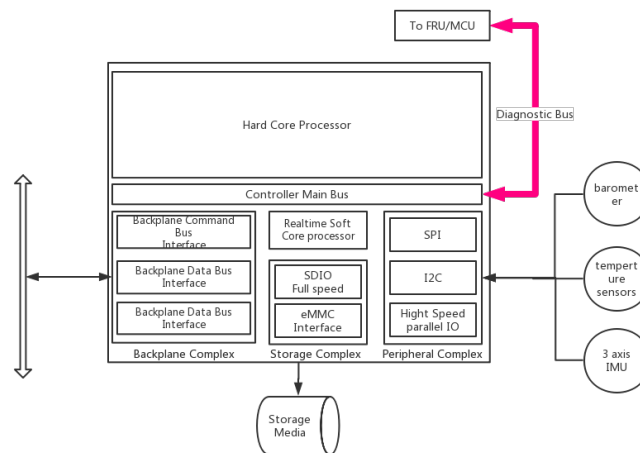 To FRU/MCU
Diagnostic Bus
Hard Core Processor
Controller Main Bus
Backplane Command
Bus
Interface
Backplane Data Bus
Interface
Backplane Data Bus
Interface
Backplane Complex
Realtime Soft
Core processor
SDIO
Full speed
eMMC
Interface
Storage Complex
SPI
I2C
Hight Speed
parallel IO
Peripheral Complex
baromet
er
tempert
ure
sensors
3 axis
IMU
Storage
Media